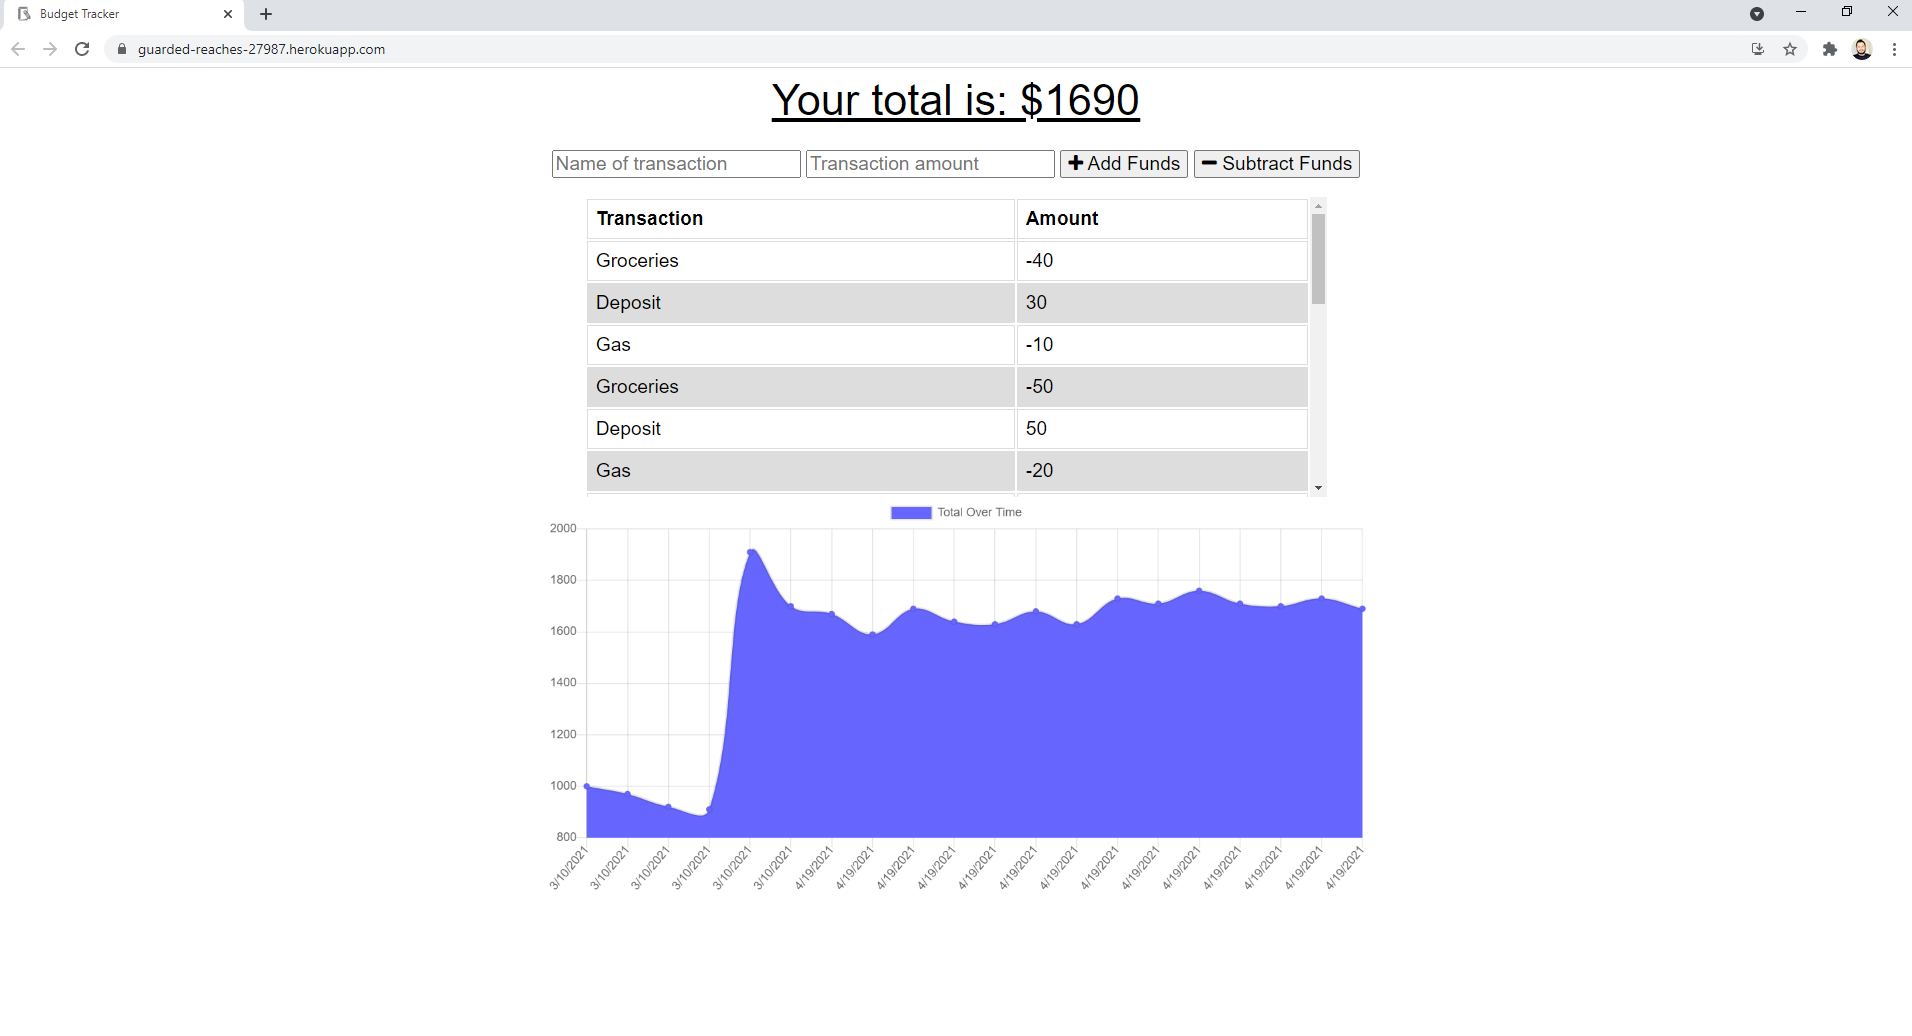 Budget Tracker
guarded-reaches-27987.herokuapp.com
Your total is: $1690
Name of transaction Transaction amount Add Funds Subtract Funds
Transaction Amount
Groceries -40
Deposit 30
Gas -10
Groceries -50
Deposit 50
Gas -20
Total Over Time
2000
1800
1600
1400
1200
1000
800
3/10/2021 3/10/2021 3/10/2021 3/10/2021 3/10/2021 3/10/2021 4/19/2021 4/19/2021 4/19/2021 4/19/2021 4/19/2021 4/19/2021 4/19/2021 4/19/2021 4/19/2021 4/19/2021 4/19/2021 4/19/2021 4/19/2021 4/19/2021